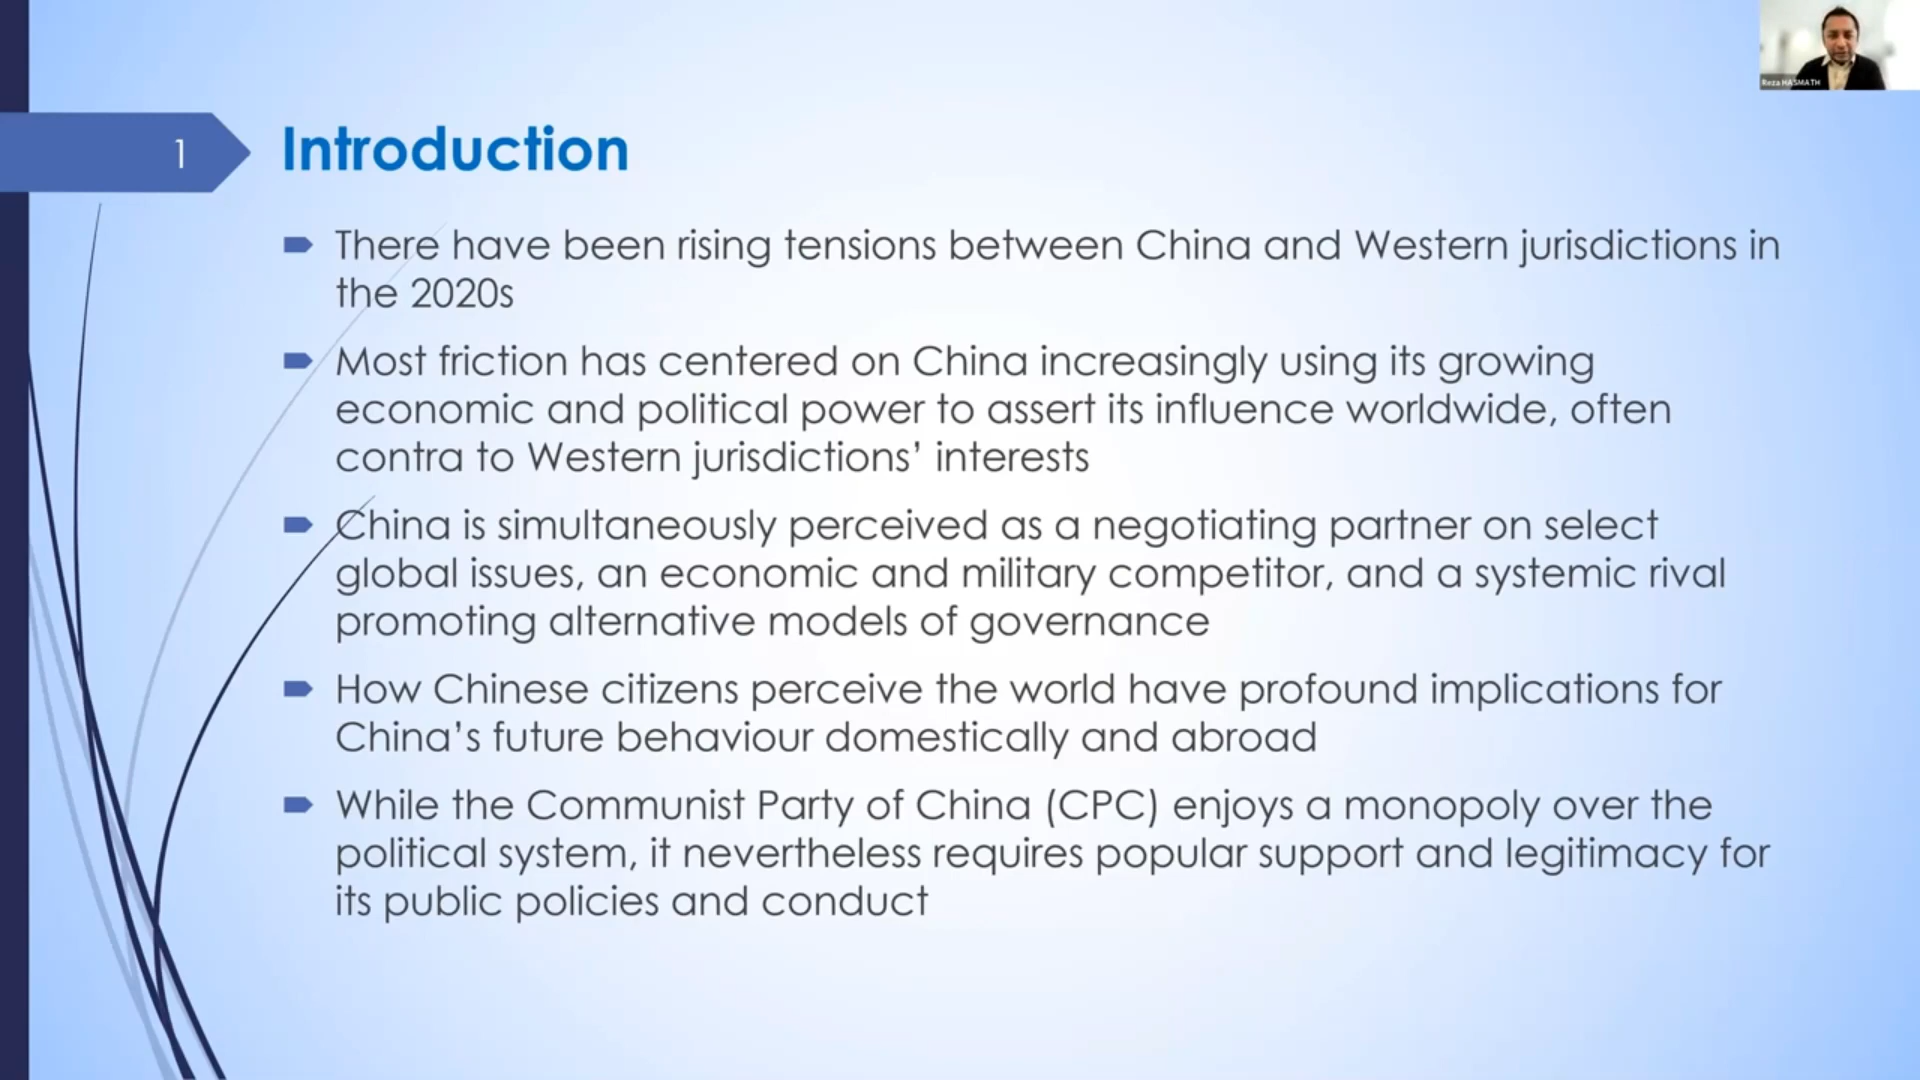 Reza HASMATH
1
Introduction
There have been rising tensions between China and Western jurisdictions in
the 2020s
Most friction has centered on China increasingly using its growing
economic and political power to assert its influence worldwide, often
contra to Western jurisdictions’ interests
China is simultaneously perceived as a negotiating partner on select
global issues, an economic and military competitor, and a systemic rival
promoting alternative models of governance
How Chinese citizens perceive the world have profound implications for
China’s future behaviour domestically and abroad
While the Communist Party of China (CPC) enjoys a monopoly over the
political system, it nevertheless requires popular support and legitimacy for
its public policies and conduct